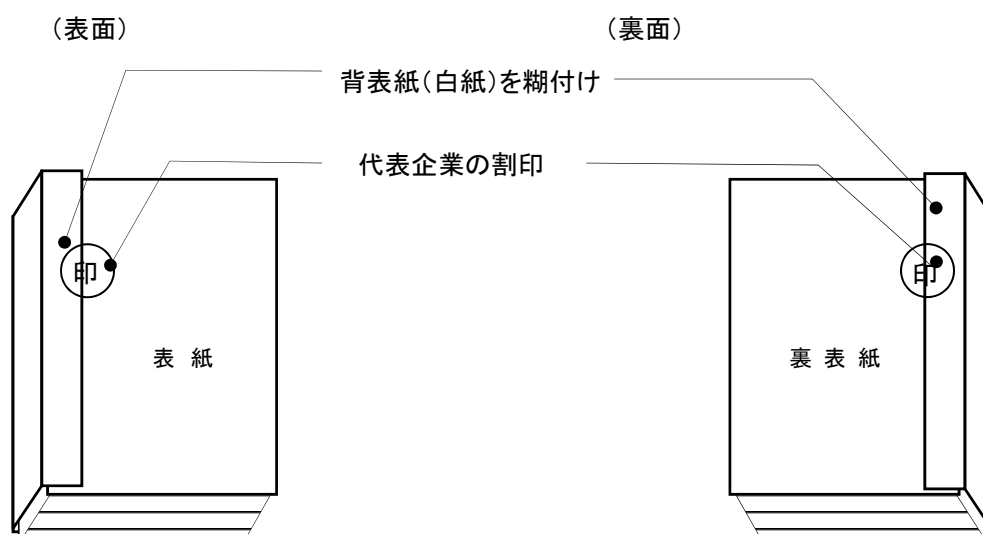 （表面）
（裏面）
背表紙（白紙）を糊付け
代表企業の割印
印
印
表 紙
裏 表 紙